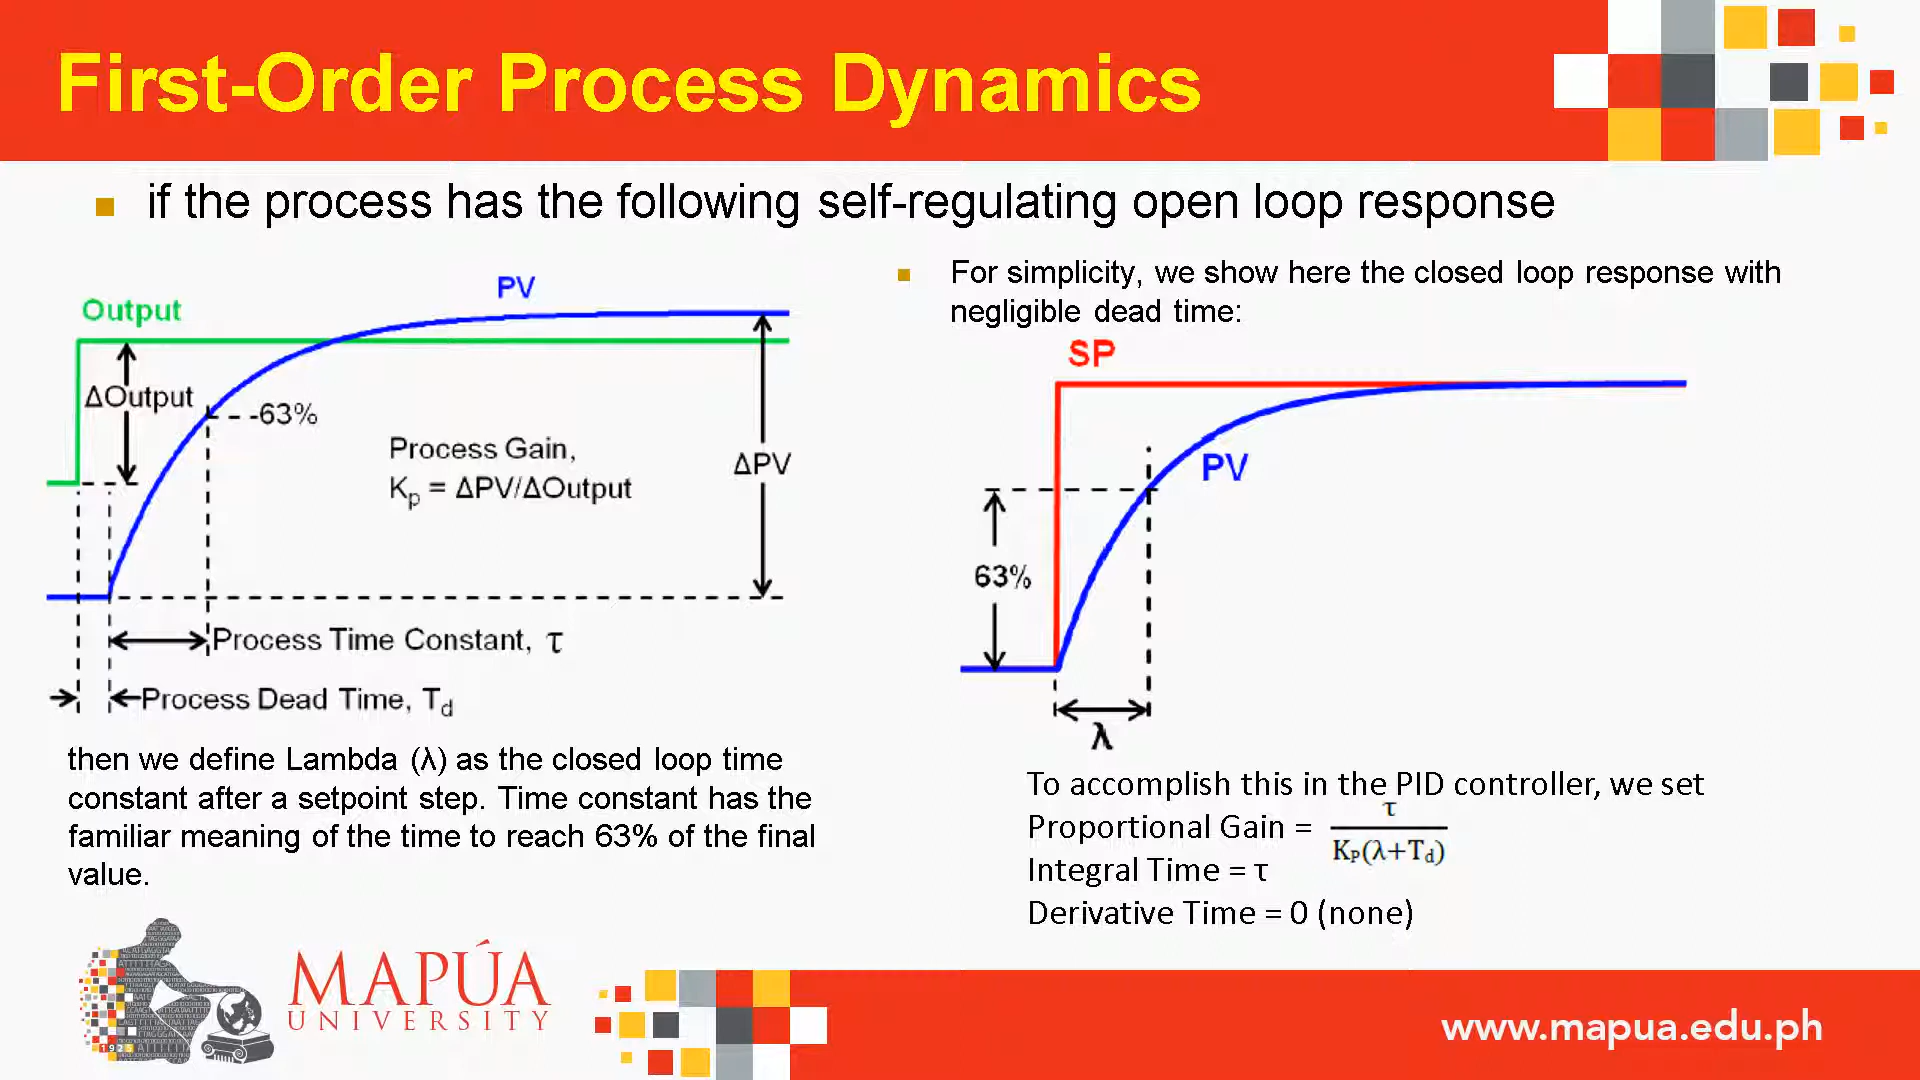 First-Order Process Dynamics
if the process has the following self-regulating open loop response
Output
PV
ΔOutput
-63%
Process Gain,
Kp = ΔPV/ΔOutput
ΔPV
Process Time Constant, τ
Process Dead Time, Td
then we define Lambda (λ) as the closed loop time
constant after a setpoint step. Time constant has the
familiar meaning of the time to reach 63% of the final
value.
For simplicity, we show here the closed loop response with
negligible dead time:
SP
PV
63%
λ
To accomplish this in the PID controller, we set
Proportional Gain = τ / KP(λ+Td)
Integral Time = τ
Derivative Time = 0 (none)
1925
MAPÚA
UNIVERSITY
www.mapua.edu.ph